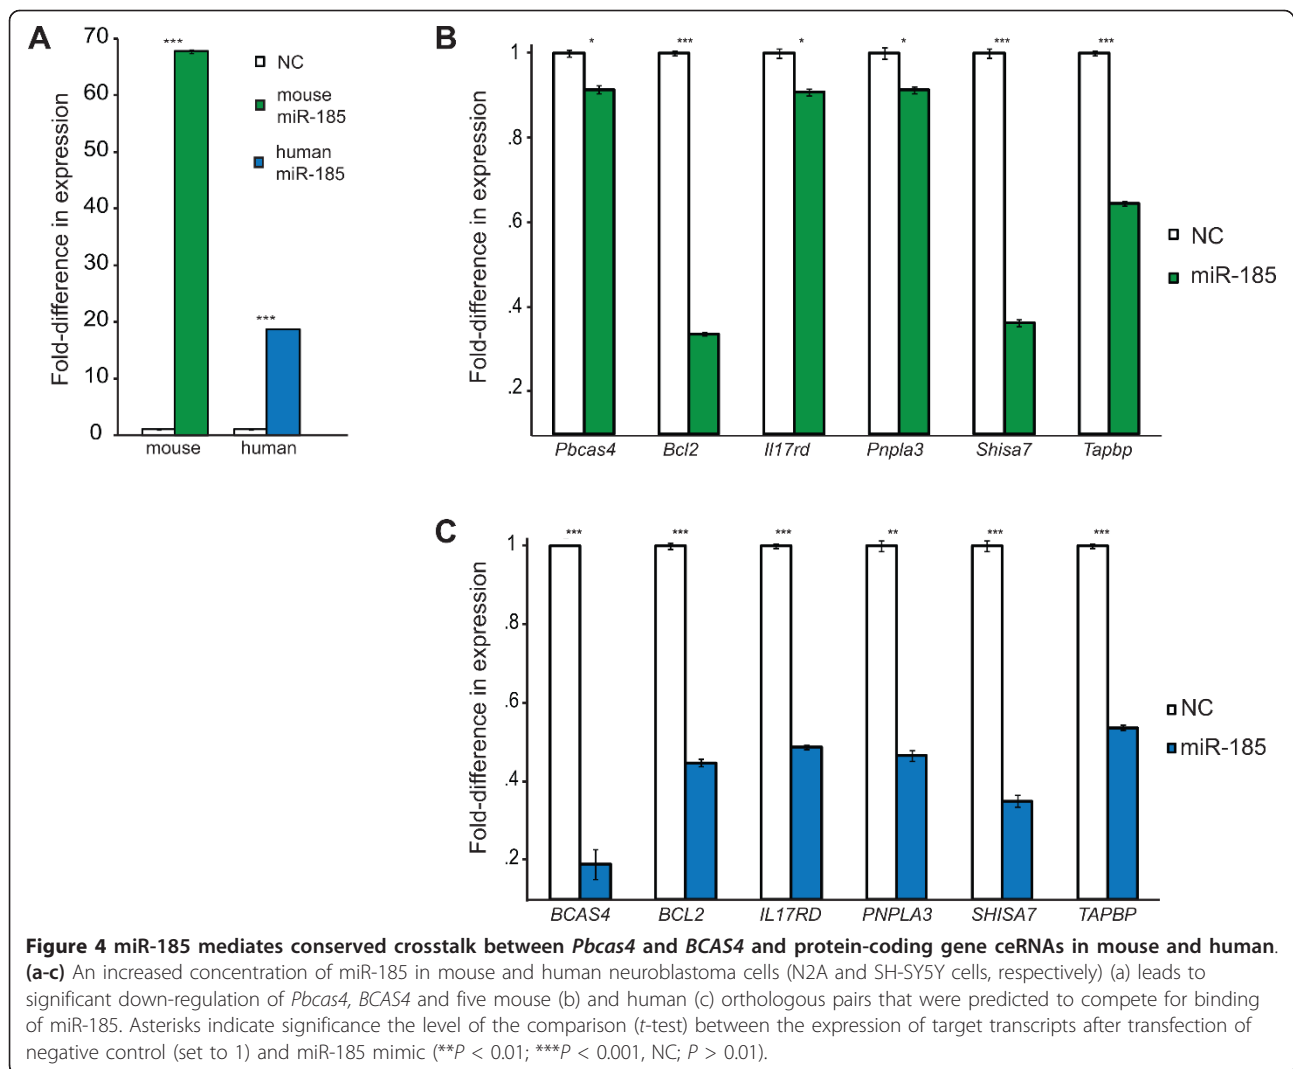 A
70
60
50
40
30
20
10
0
Fold-difference in expression
***
***
mouse
human
NC
mouse
miR-185
human
miR-185
B
1
.8
.6
.4
.2
Fold-difference in expression
*
***
*
*
***
***
Pbcas4
Bcl2
Il17rd
Pnpla3
Shisa7
Tapbp
NC
miR-185
C
1
.8
.6
.4
.2
Fold-difference in expression
***
***
***
**
***
***
BCAS4
BCL2
IL17RD
PNPLA3
SHISA7
TAPBP
NC
miR-185
Figure 4 miR-185 mediates conserved crosstalk between Pbcas4 and BCAS4 and protein-coding gene ceRNAs in mouse and human.
(a-c) An increased concentration of miR-185 in mouse and human neuroblastoma cells (N2A and SH-SY5Y cells, respectively) (a) leads to
significant down-regulation of Pbcas4, BCAS4 and five mouse (b) and human (c) orthologous pairs that were predicted to compete for binding
of miR-185. Asterisks indicate significance the level of the comparison (t-test) between the expression of target transcripts after transfection of
negative control (set to 1) and miR-185 mimic (**P < 0.01; ***P < 0.001, NC; P > 0.01).